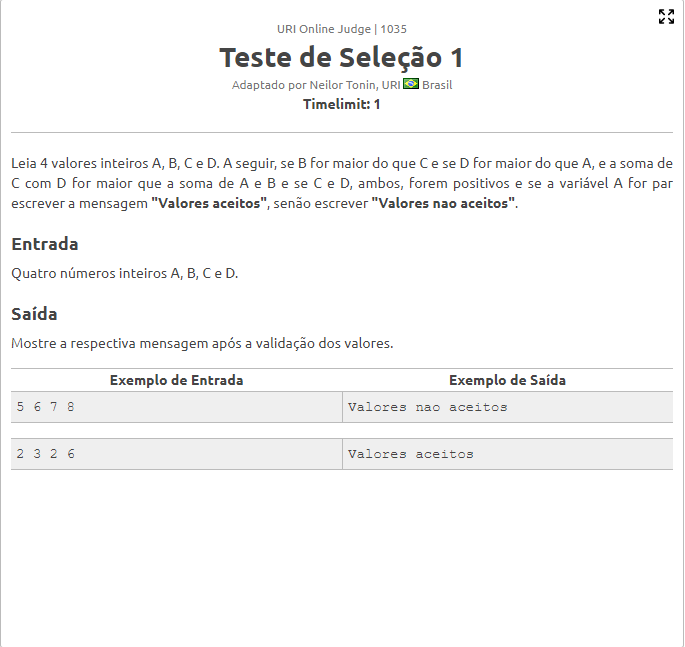 URI Online Judge | 1035
Teste de Seleção 1
Adaptado por Neilor Tonin, URI Brasil
Timelimit: 1
Leia 4 valores inteiros A, B, C e D. A seguir, se B for maior do que C e se D for maior do que A, e a soma de
C com D for maior que a soma de A e B e se C e D, ambos, forem positivos e se a variável A for par
escrever a mensagem "Valores aceitos", senão escrever "Valores nao aceitos".
Entrada
Quatro números inteiros A, B, C e D.
Saída
Mostre a respectiva mensagem após a validação dos valores.
Exemplo de Entrada Exemplo de Saída
5 6 7 8 Valores nao aceitos
2 3 2 6 Valores aceitos